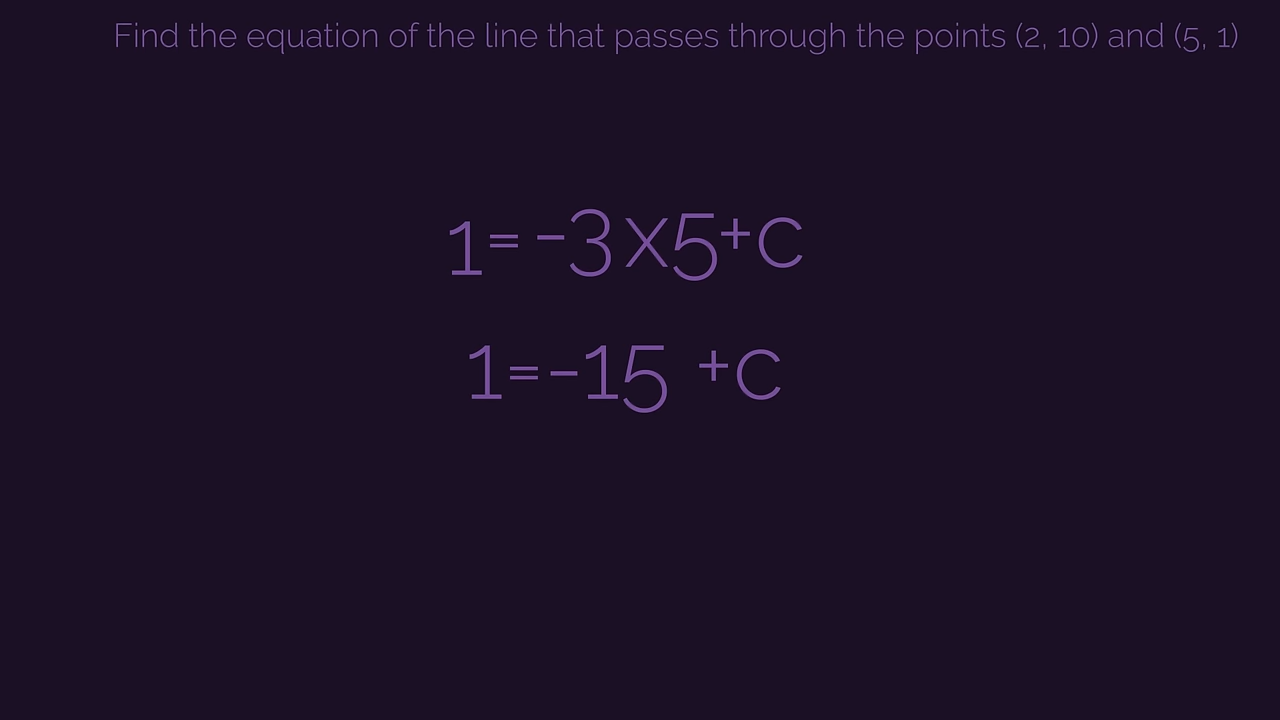 Find the equation of the line that passes through the points (2, 10) and (5, 1)
1= -3 x5+c
1=-15 +c